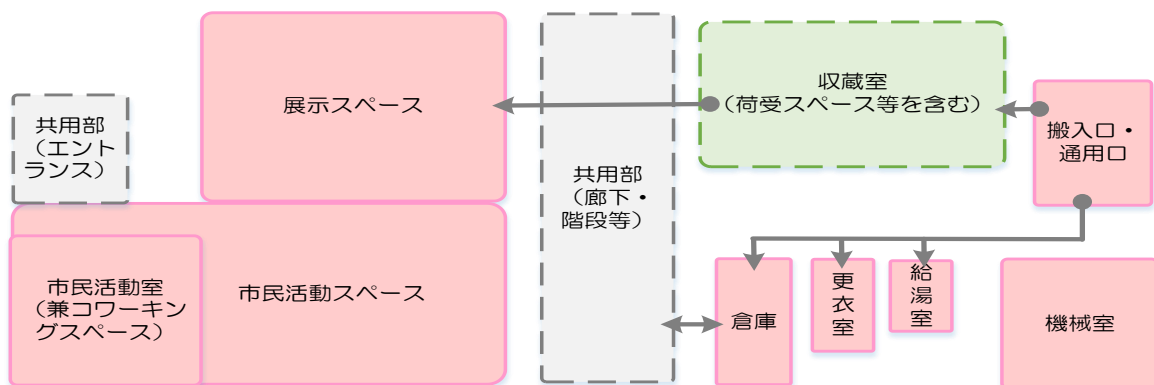 展示スペース
共用部
（エント
ランス）
市民活動室
（兼コワーキン
グスペース）
市民活動スペース
共用部
（廊下・
階段等）
収蔵室
（荷受スペース等を含む）
搬入口・
通用口
倉庫
更
衣
室
給
湯
室
機械室